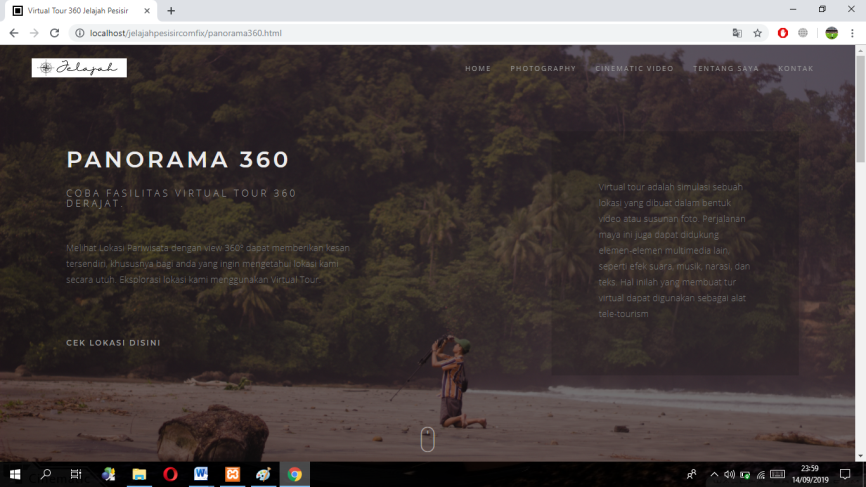 Virtual Tour 360 Jelajah Pesisir
localhost/jelajahpesisircomfix/panorama360.html
Jelajah
HOME PHOTOGRAPHY CINEMATIC VIDEO TENTANG SAYA KONTAK
PANORAMA 360
COBA FASILITAS VIRTUAL TOUR 360
DERAJAT.
Melihat Lokasi Pariwisata dengan view 360° dapat memberikan kesan
tersendiri, khususnya bagi anda yang ingin mengetahui lokasi kami
secara utuh. Eksplorasi lokasi kami menggunakan Virtual Tour.
CEK LOKASI DISINI
Virtual tour adalah simulasi sebuah
lokasi yang dibuat dalam bentuk
video atau susunan foto. Perjalanan
maya ini juga dapat didukung
elemen-elemen multimedia lain,
seperti efek suara, musik, narasi, dan
teks. Hal inilah yang membuat tur
virtual dapat digunakan sebagai alat
tele-tourism
23:59
14/09/2019